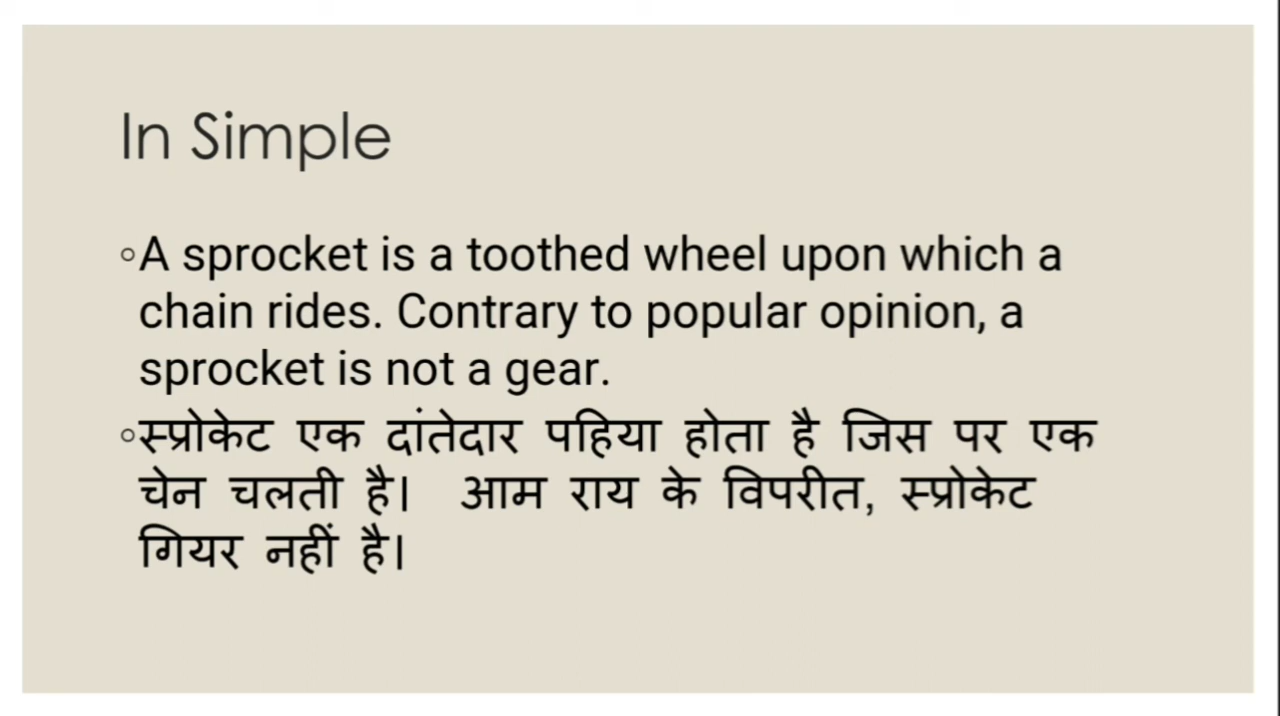 In Simple
◦A sprocket is a toothed wheel upon which a
chain rides. Contrary to popular opinion, a
sprocket is not a gear.
◦स्प्रोकेट एक दांतेदार पहिया होता है जिस पर एक
चेन चलती है। आम राय के विपरीत, स्प्रोकेट
गियर नहीं है।